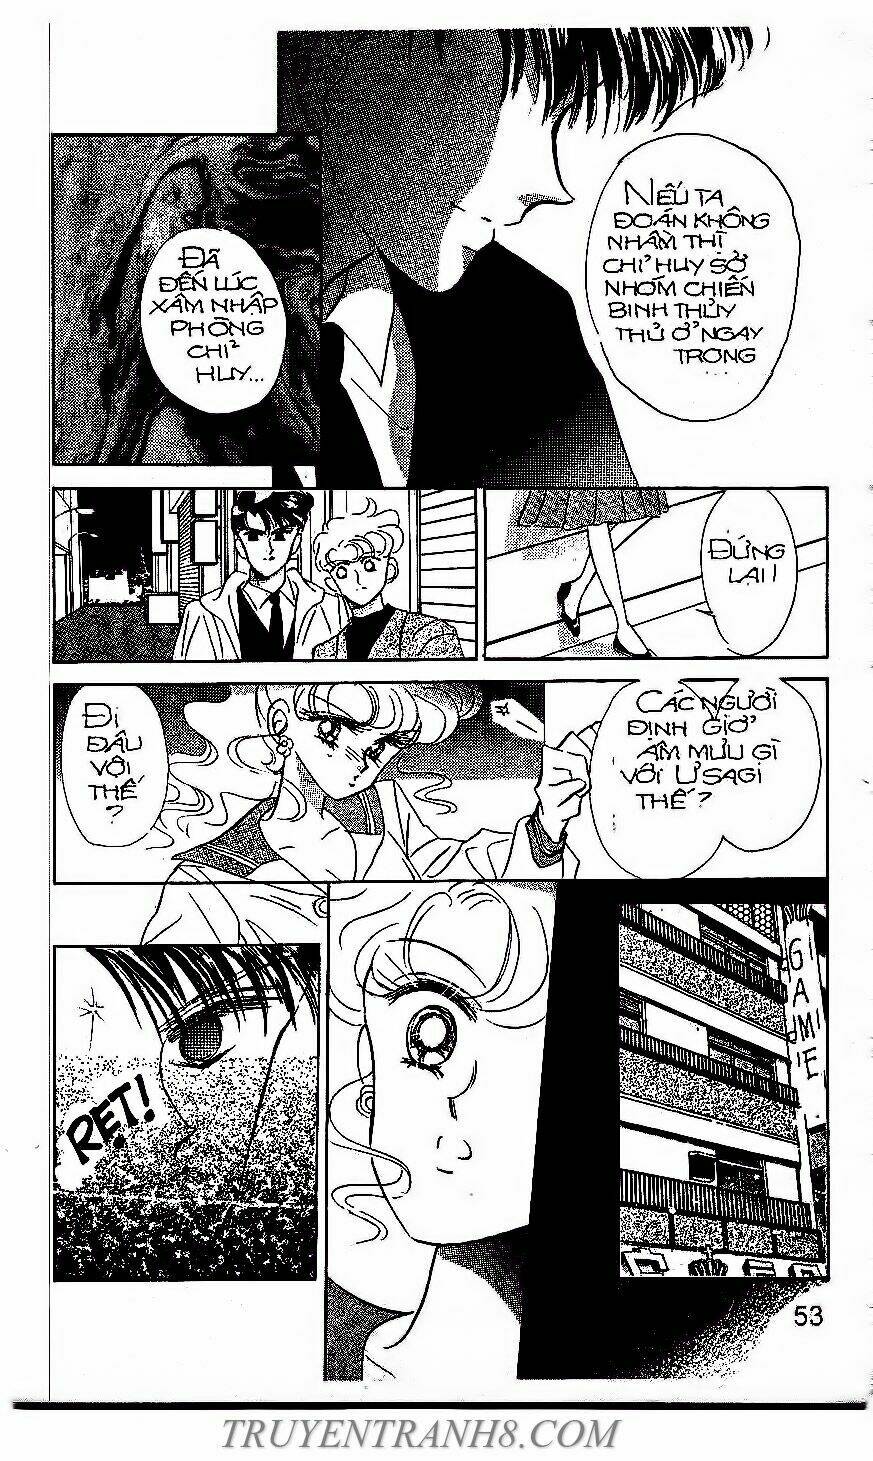 NẾU TA
ĐOÁN KHÔNG
NHẦM THÌ
CHỈ HUY SỞ
NHÓM CHIẾN
BINH THỦY
THỦ Ở NGAY
TRONG
ĐÃ
ĐẾN LÚC
XÂM NHẬP
PHÒNG
CHỈ
HUY...
ĐỨNG
LẠI!
CÁC NGƯƠI
ĐỊNH GIỞ
ÂM MƯU GÌ
VỚI USAGI
THẾ?
ĐI
ĐÂU
VỘI
THẾ
?
GAME
RẸT!
53
TRUYENTRANH8.COM